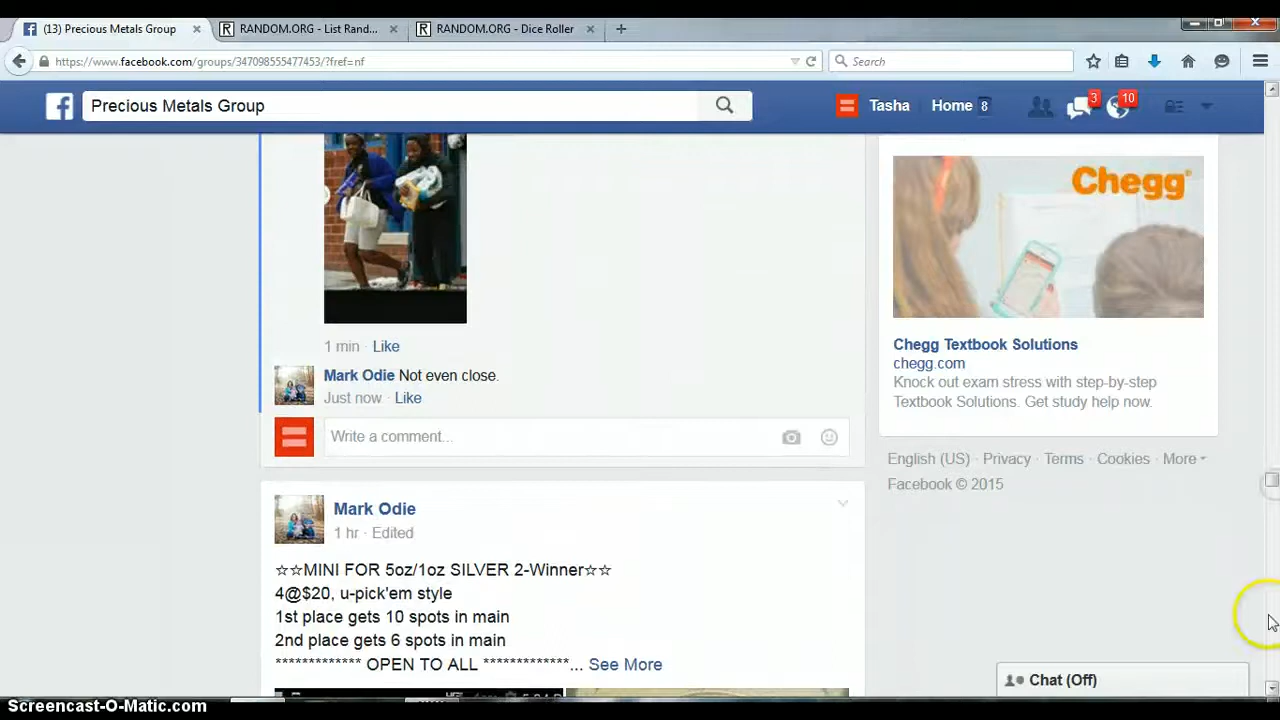 (13) Precious Metals Group
RANDOM.ORG - List Rand...
RANDOM.ORG - Dice Roller
https://www.facebook.com/groups/347098555477453/?fref=nf
Search
Precious Metals Group
Tasha
Home 8
3
10
Chegg
1 min · Like
Mark Odie Not even close.
Just now · Like
Write a comment...
Chegg Textbook Solutions
chegg.com
Knock out exam stress with step-by-step
Textbook Solutions. Get study help now.
English (US) · Privacy · Terms · Cookies · More
Facebook © 2015
Mark Odie
1 hr · Edited
☆☆MINI FOR 5oz/1oz SILVER 2-Winner☆☆
4@$20, u-pick'em style
1st place gets 10 spots in main
2nd place gets 6 spots in main
************* OPEN TO ALL *************... See More
Chat (Off)
Screencast-O-Matic.com